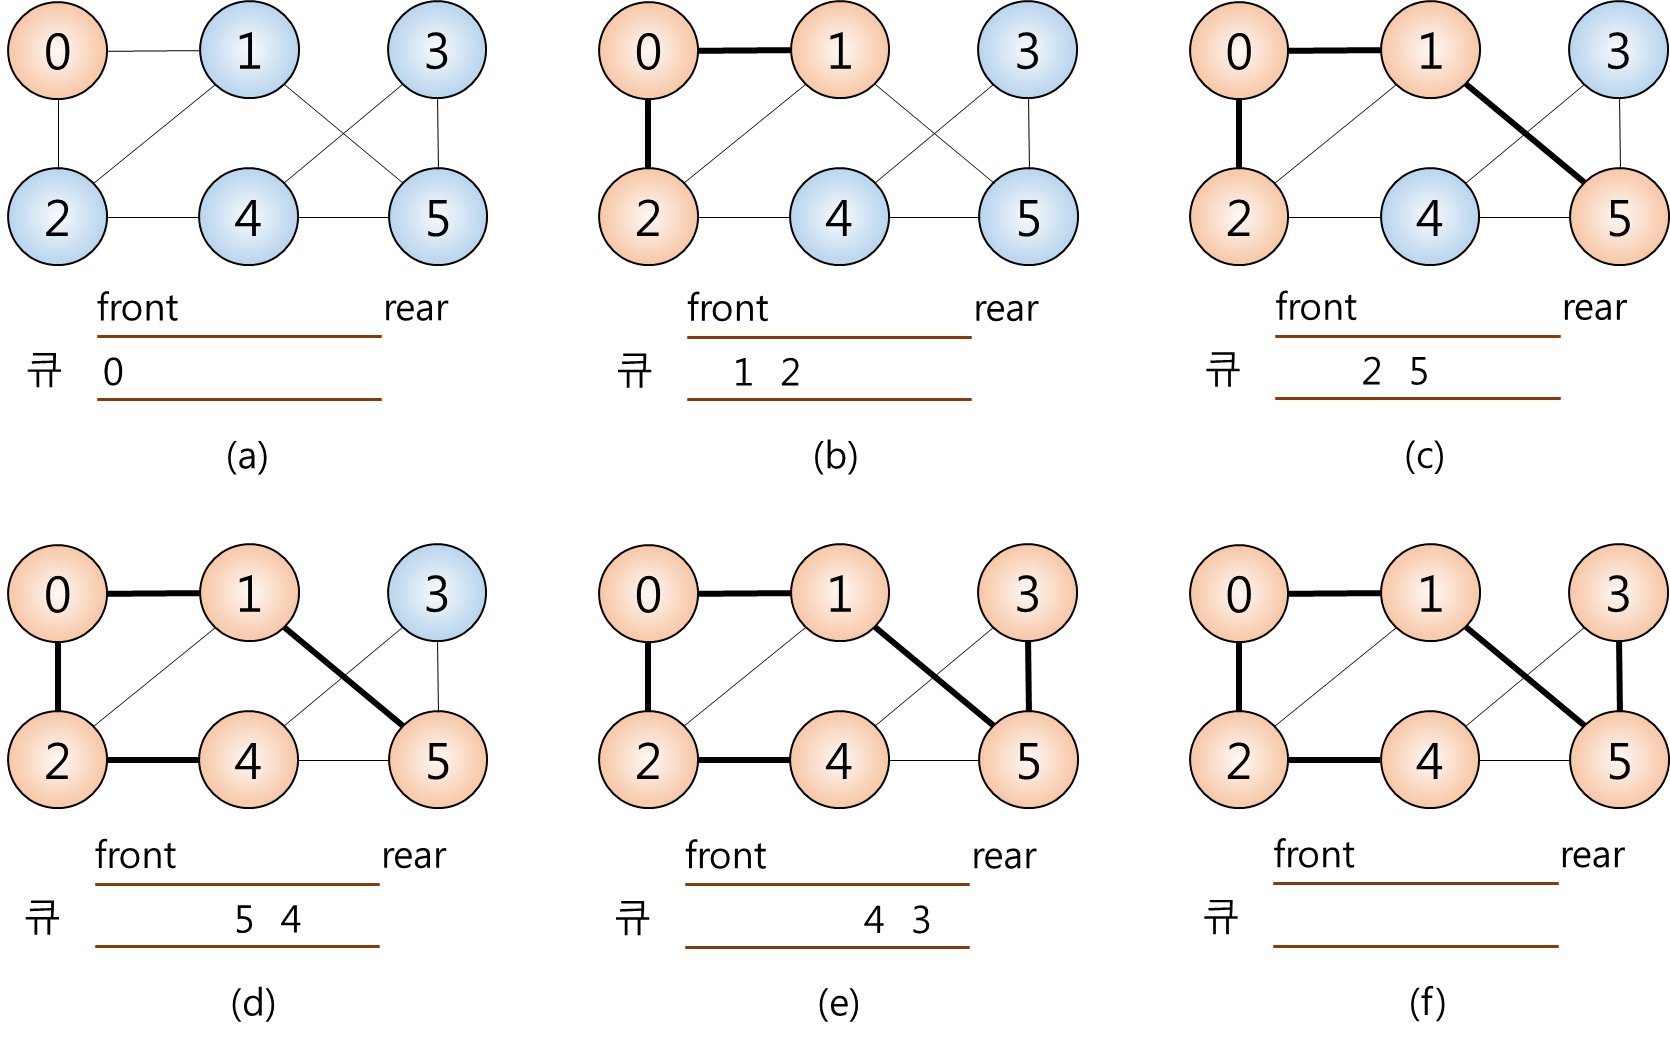 0 1 3
2 4 5
front rear
큐 0
(a)
0 1 3
2 4 5
front rear
큐 1 2
(b)
0 1 3
2 4 5
front rear
큐 2 5
(c)
0 1 3
2 4 5
front rear
큐 5 4
(d)
0 1 3
2 4 5
front rear
큐 4 3
(e)
0 1 3
2 4 5
front rear
큐
(f)